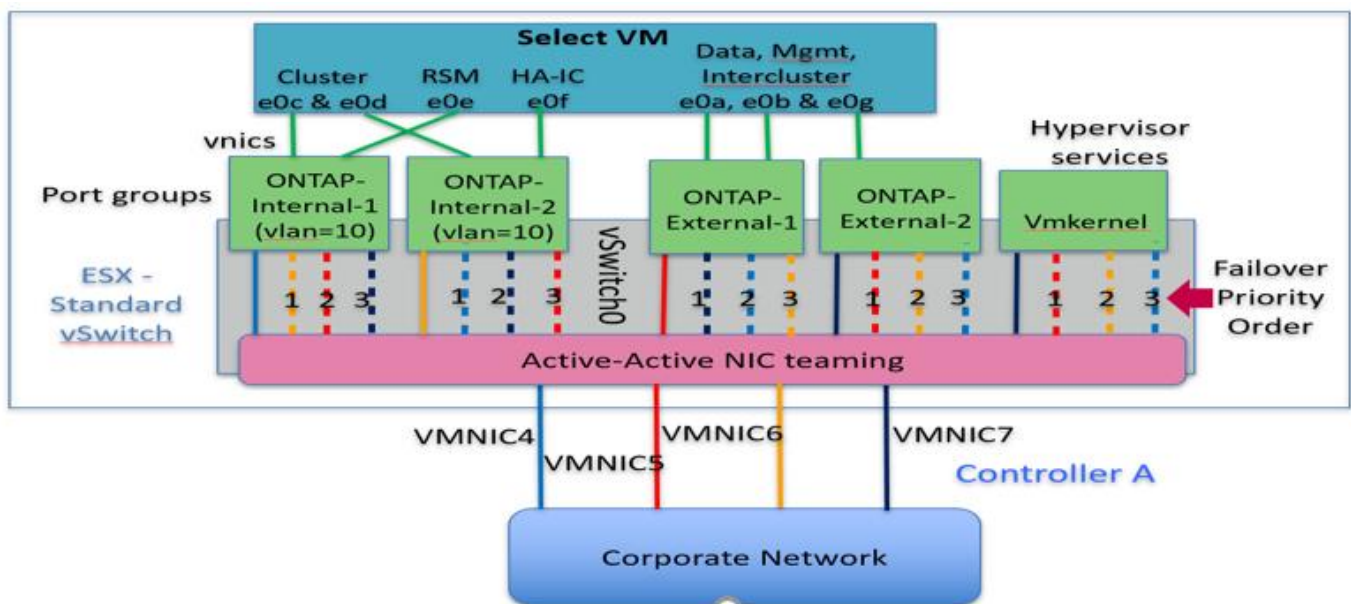 Select VM
Cluster
e0c & e0d
RSM
e0e
HA-IC
e0f
Data, Mgmt,
Intercluster
e0a, e0b & e0g
vnics
Hypervisor
services
Port groups
ONTAP-
Internal-1
(vlan=10)
ONTAP-
Internal-2
(vlan=10)
ONTAP-
External-1
ONTAP-
External-2
Vmkernel
ESX -
Standard
vSwitch
vSwitch0
1 2 3
1 2 3
1 2 3
1 2 3
1 2 3
Failover
Priority
Order
Active-Active NIC teaming
VMNIC4
VMNIC5
VMNIC6
VMNIC7
Controller A
Corporate Network